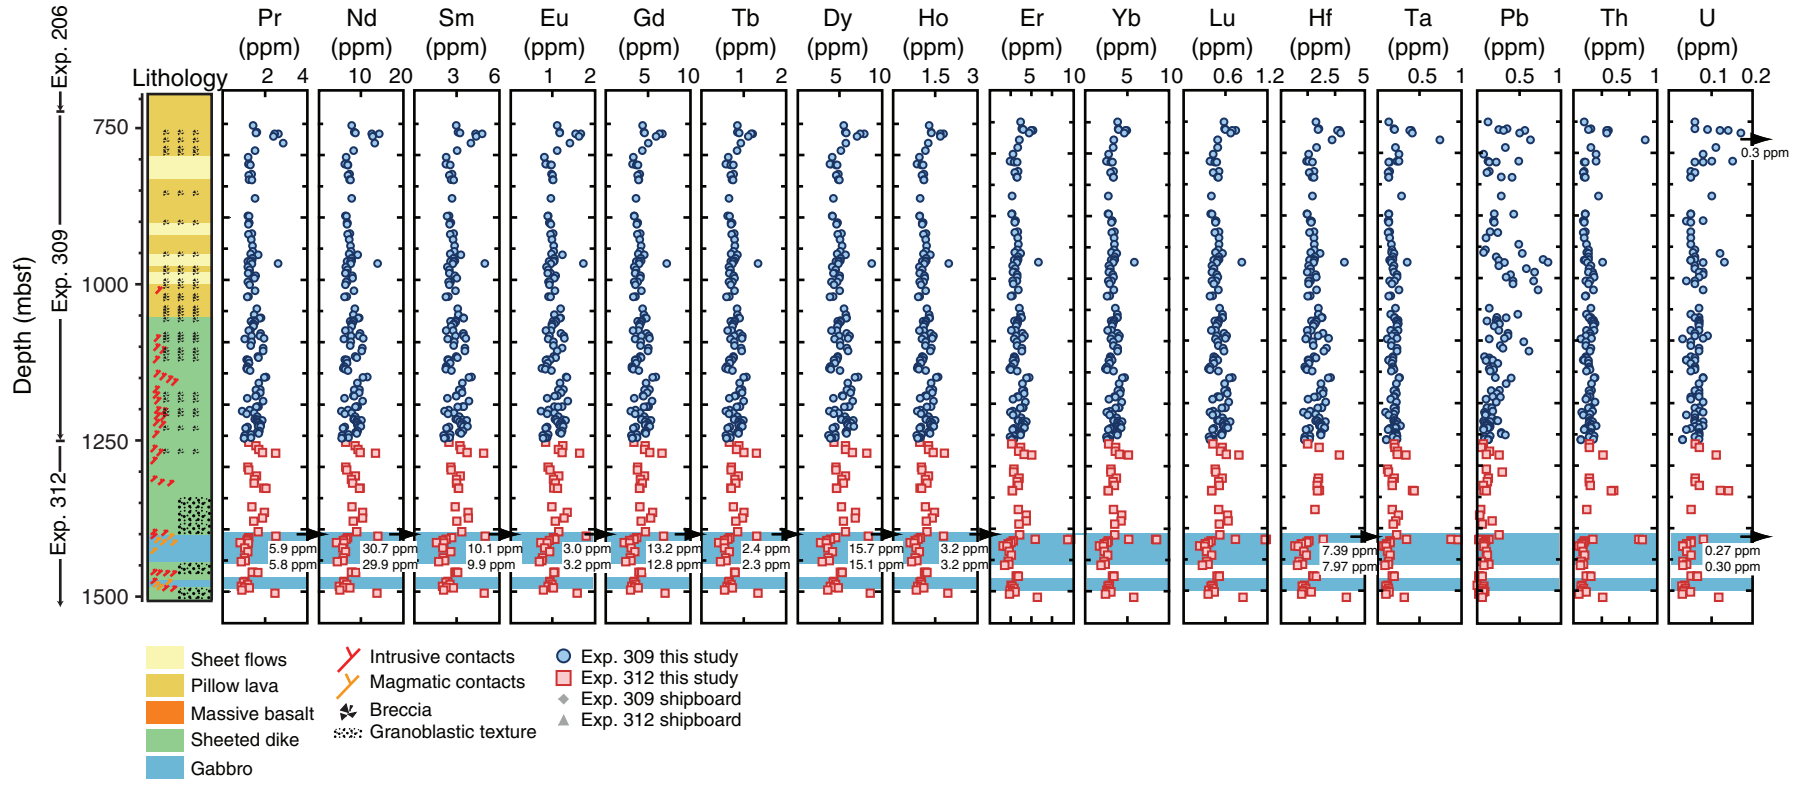 Pr Nd Sm Eu Gd Tb Dy Ho Er Yb Lu Hf Ta Pb Th U
(ppm) (ppm) (ppm) (ppm) (ppm) (ppm) (ppm) (ppm) (ppm) (ppm) (ppm) (ppm) (ppm) (ppm) (ppm) (ppm)
Lithology 2 4 10 20 3 6 1 2 5 10 1 2 5 10 1.5 3 5 10 5 10 0.6 1.2 2.5 5 0.5 1 0.5 1 0.5 1 0.1 0.2
Exp. 206
Exp. 309
Exp. 312
Depth (mbsf)
750
1000
1250
1500
0.3 ppm
5.9 ppm 30.7 ppm 10.1 ppm 3.0 ppm 13.2 ppm 2.4 ppm 15.7 ppm 3.2 ppm 7.39 ppm 0.27 ppm
5.8 ppm 29.9 ppm 9.9 ppm 3.2 ppm 12.8 ppm 2.3 ppm 15.1 ppm 3.2 ppm 7.97 ppm 0.30 ppm
Sheet flows
Pillow lava
Massive basalt
Sheeted dike
Gabbro
Intrusive contacts
Magmatic contacts
Breccia
Granoblastic texture
Exp. 309 this study
Exp. 312 this study
Exp. 309 shipboard
Exp. 312 shipboard